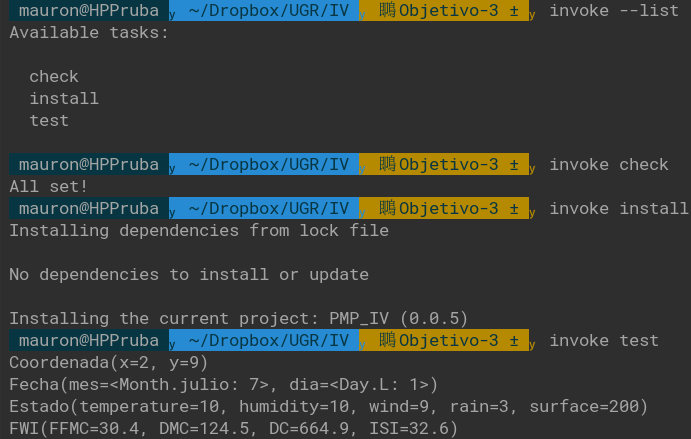 mauron@HPPruba y ~/Dropbox/UGR/IV y Objetivo-3 ± y invoke --list
Available tasks:
check
install
test
mauron@HPPruba y ~/Dropbox/UGR/IV y Objetivo-3 ± y invoke check
All set!
mauron@HPPruba y ~/Dropbox/UGR/IV y Objetivo-3 ± y invoke install
Installing dependencies from lock file
No dependencies to install or update
Installing the current project: PMP_IV (0.0.5)
mauron@HPPruba y ~/Dropbox/UGR/IV y Objetivo-3 ± y invoke test
Coordenada(x=2, y=9)
Fecha(mes=<Month.julio: 7>, dia=<Day.L: 1>)
Estado(temperature=10, humidity=10, wind=9, rain=3, surface=200)
FWI(FFMC=30.4, DMC=124.5, DC=664.9, ISI=32.6)